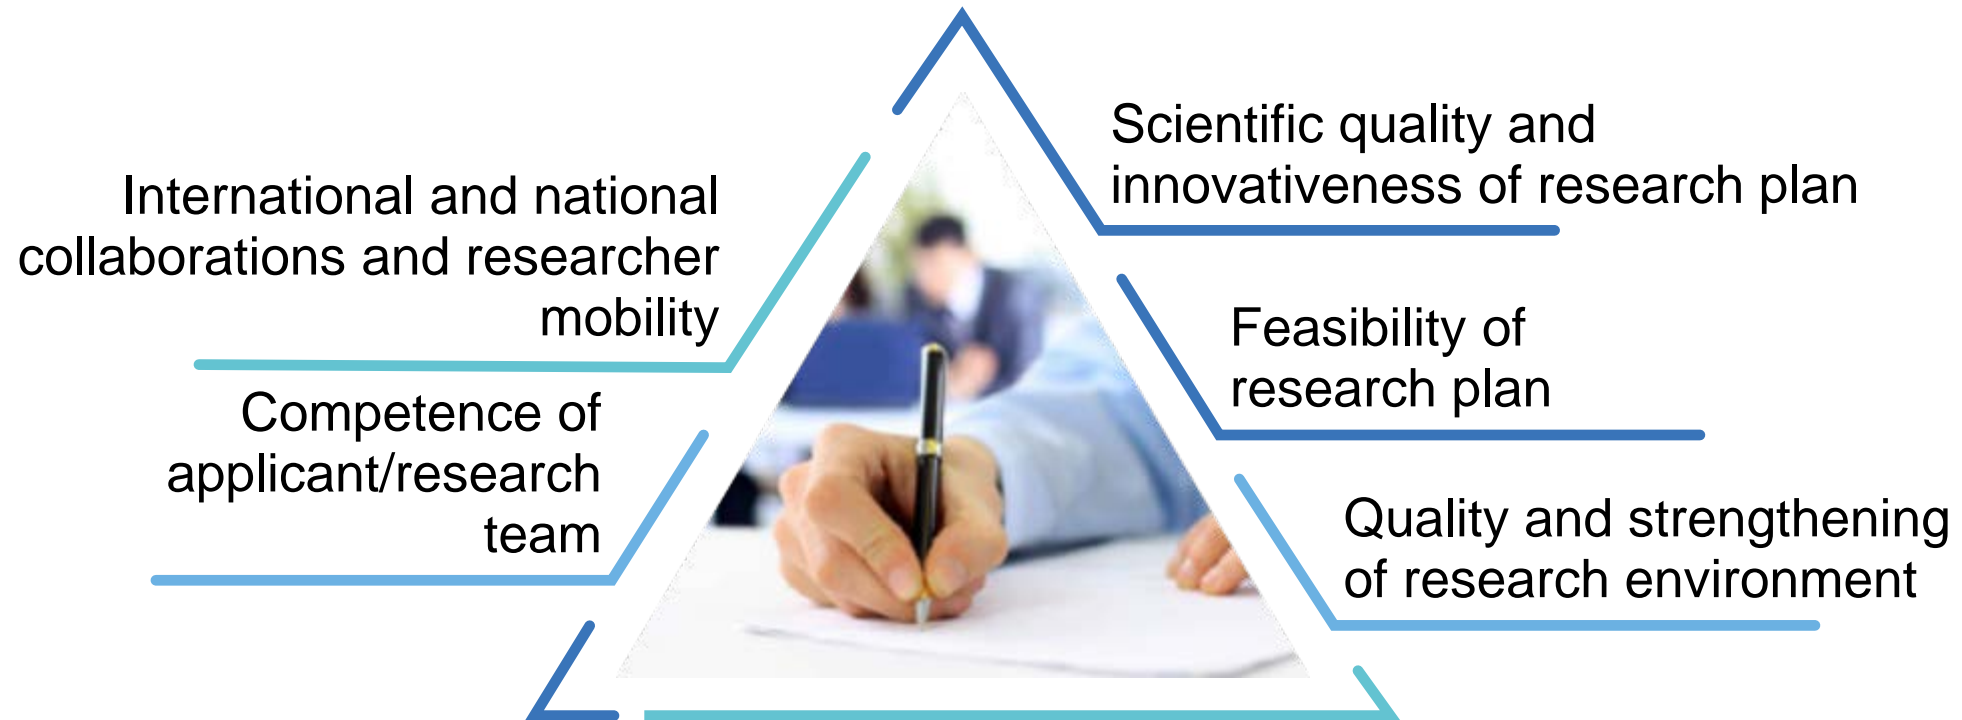 Scientific quality and
innovativeness of research plan
Feasibility of
research plan
Quality and strengthening
of research environment
International and national
collaborations and researcher
mobility
Competence of
applicant/research
team